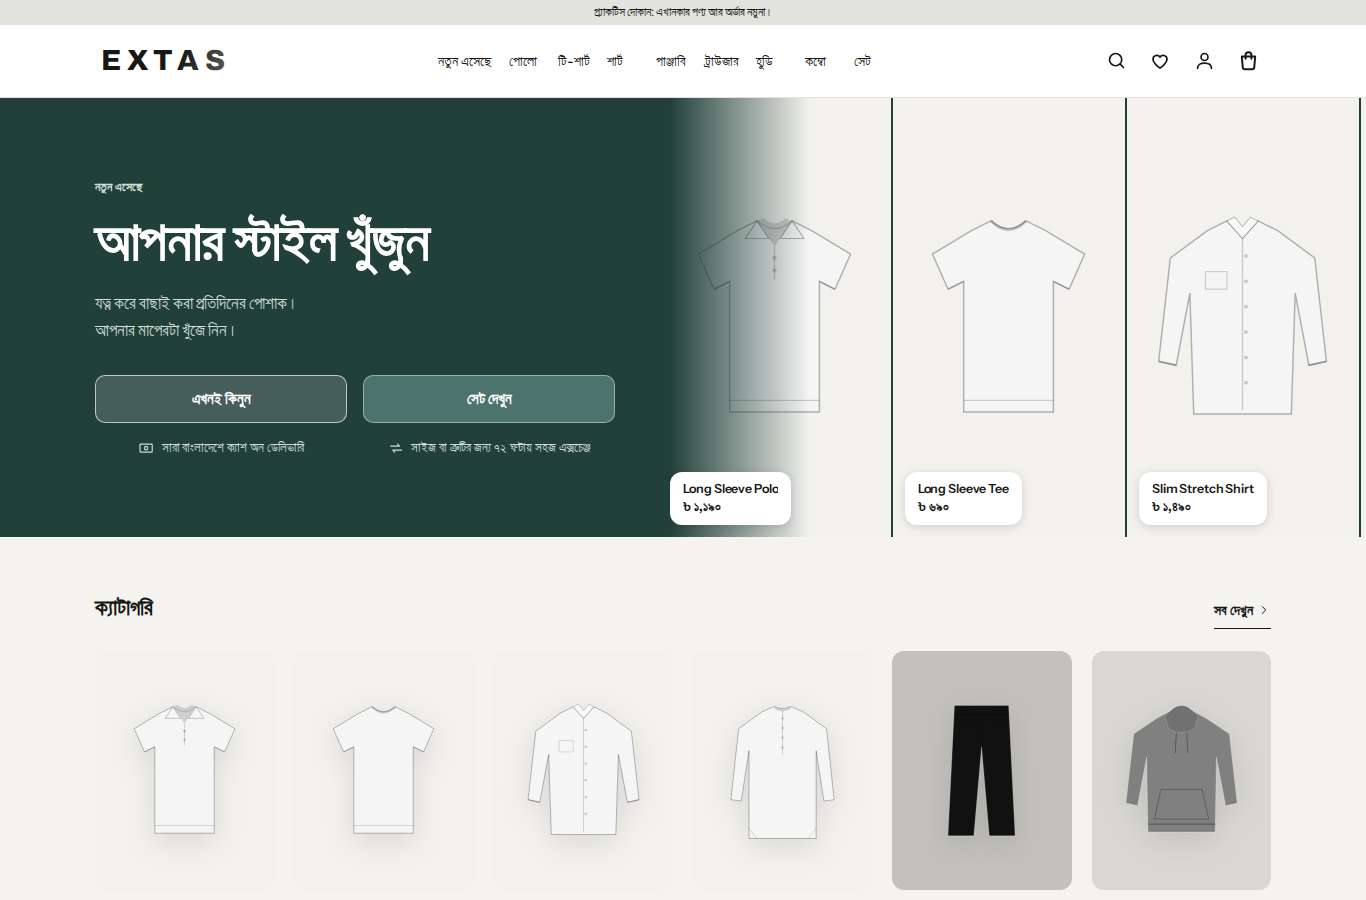 প্র্যাকটিস দোকান: এখানকার পণ্য আর অর্ডার নমুনা।
EXTAS
নতুন এসেছে পোলো টি-শার্ট শার্ট পাঞ্জাবি ট্রাউজার হুডি কম্বো সেট
নতুন এসেছে
আপনার স্টাইল খুঁজুন
যত্ন করে বাছাই করা প্রতিদিনের পোশাক।
আপনার মাপেরটা খুঁজে নিন।
এখনই কিনুন সেট দেখুন
সারা বাংলাদেশে ক্যাশ অন ডেলিভারি সাইজ বা ত্রুটির জন্য ৭২ ঘণ্টায় সহজ এক্সচেঞ্জ
Long Sleeve Polo
৳ ১,১৯০
Long Sleeve Tee
৳ ৬৯০
Slim Stretch Shirt
৳ ১,৪৯০
ক্যাটাগরি
সব দেখুন